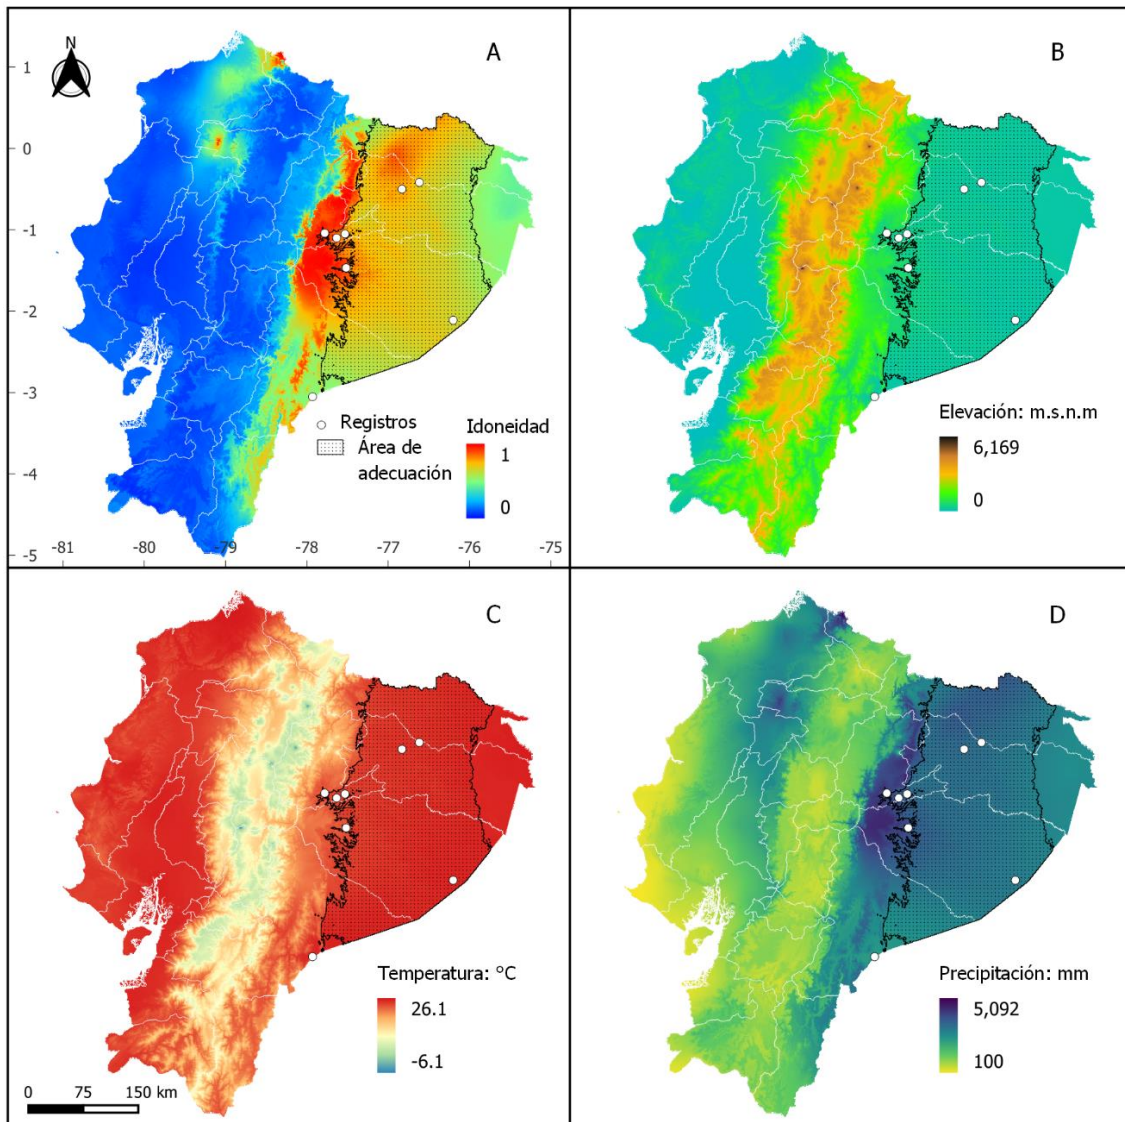 A
N
1
0
-1
-2
-3
-4
-5
-81
-80
-79
-78
-77
-76
-75
Registros
Área de
adecuación
Idoneidad
1
0
B
Elevación: m.s.n.m
6,169
0
C
Temperatura: °C
26.1
-6.1
0 75 150 km
D
Precipitación: mm
5,092
100